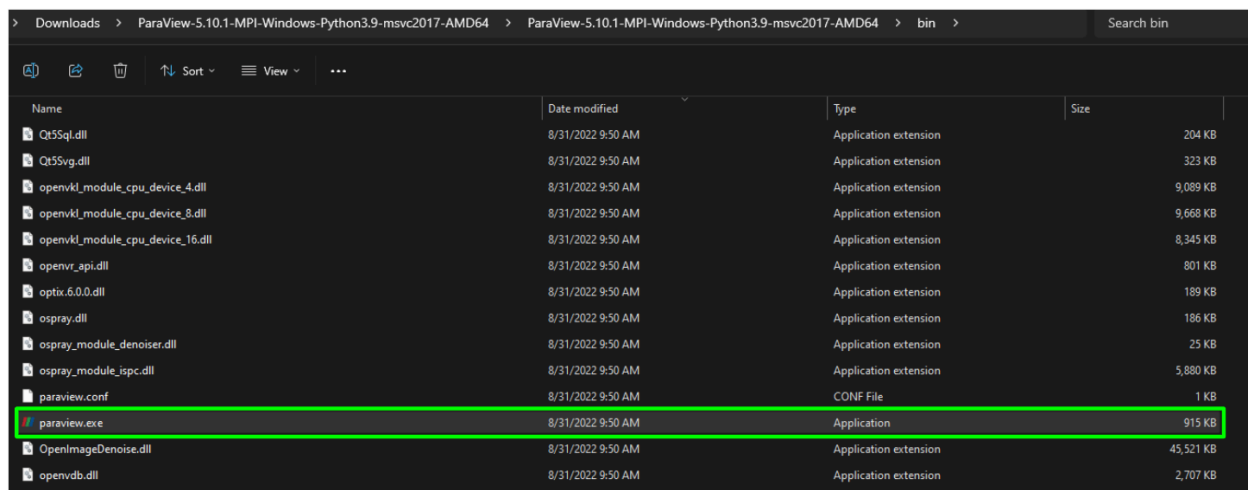 > Downloads > ParaView-5.10.1-MPI-Windows-Python3.9-msvc2017-AMD64 > ParaView-5.10.1-MPI-Windows-Python3.9-msvc2017-AMD64 > bin > Search bin
Sort View ...
Name Date modified Type Size
Qt5Sql.dll 8/31/2022 9:50 AM Application extension 204 KB
Qt5Svg.dll 8/31/2022 9:50 AM Application extension 323 KB
openvkl_module_cpu_device_4.dll 8/31/2022 9:50 AM Application extension 9,089 KB
openvkl_module_cpu_device_8.dll 8/31/2022 9:50 AM Application extension 9,668 KB
openvkl_module_cpu_device_16.dll 8/31/2022 9:50 AM Application extension 8,345 KB
openvr_api.dll 8/31/2022 9:50 AM Application extension 801 KB
optix.6.0.0.dll 8/31/2022 9:50 AM Application extension 189 KB
ospray.dll 8/31/2022 9:50 AM Application extension 186 KB
ospray_module_denoiser.dll 8/31/2022 9:50 AM Application extension 25 KB
ospray_module_ispc.dll 8/31/2022 9:50 AM Application extension 5,880 KB
paraview.conf 8/31/2022 9:50 AM CONF File 1 KB
paraview.exe 8/31/2022 9:50 AM Application 915 KB
OpenImageDenoise.dll 8/31/2022 9:50 AM Application extension 45,521 KB
openvdb.dll 8/31/2022 9:50 AM Application extension 2,707 KB